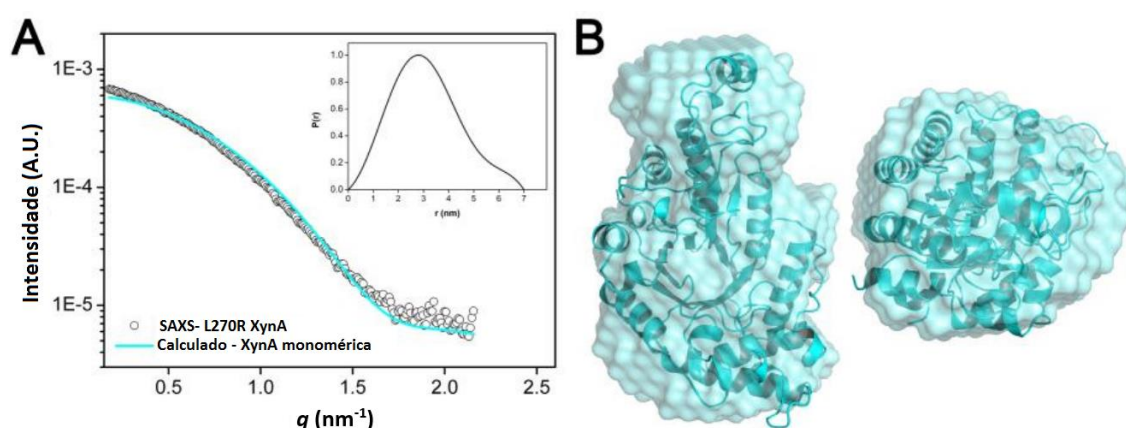 A
B
Intensidade (A.U.)
1E-3
1E-4
1E-5
P(r)
1.0
0.8
0.6
0.4
0.2
0.0
0 1 2 3 4 5 6 7
r (nm)
SAXS- L270R XynA
Calculado - XynA monomérica
0.5 1.0 1.5 2.0 2.5
q (nm-1)